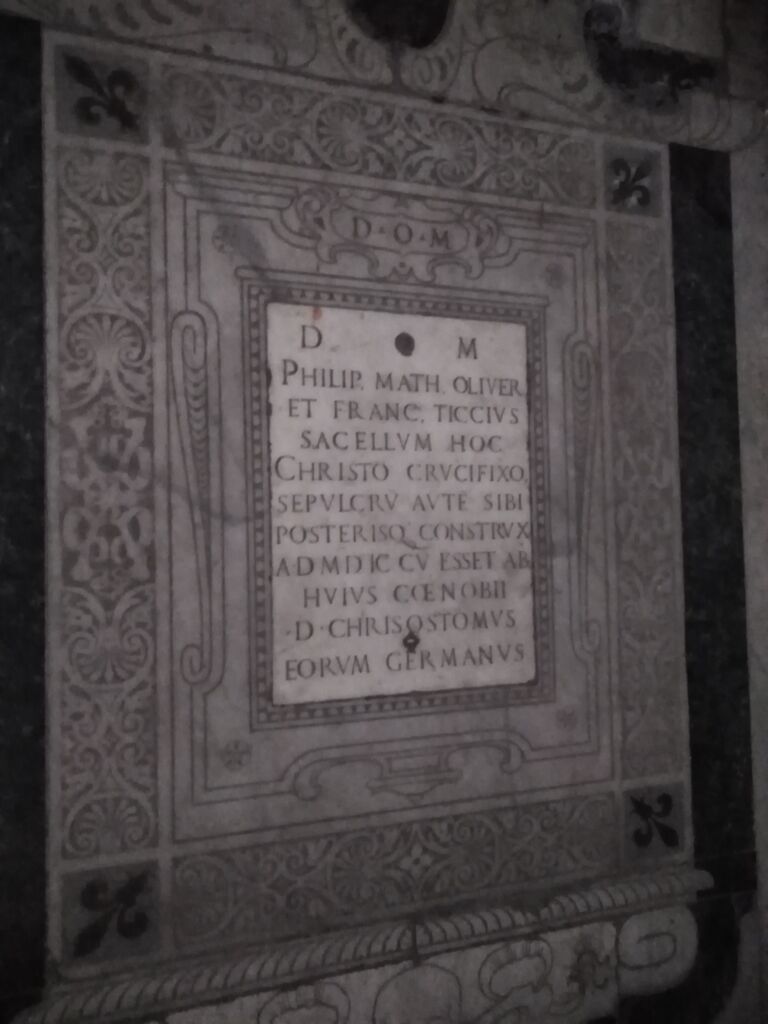 D·O·M
D M
PHILIP. MATH. OLIVER.
ET FRANC. TICCIVS
SACELLVM HOC
CHRISTO CRVCIFIXO,
SEPVLCRV AVTE SIBI
POSTERISQ CONSTRVX
A·D·M·D·IC CV ESSET AB
HVIVS CŒNOBII
·D·CHRISOSTOMVS
EORVM GERMANVS